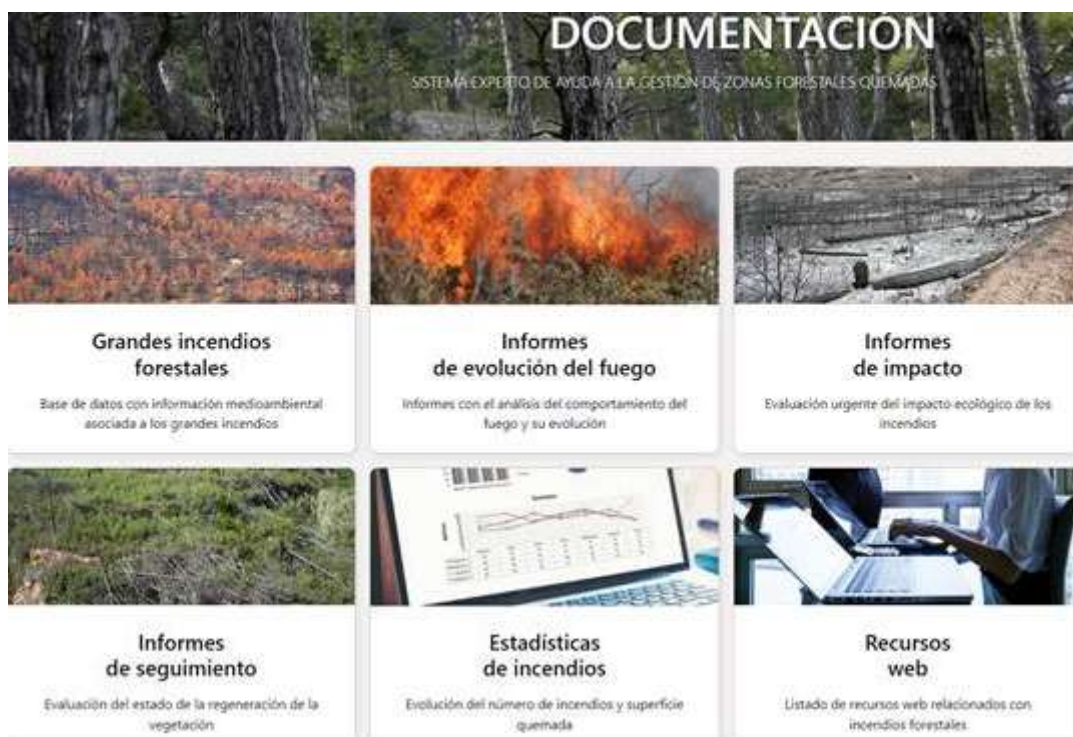 DOCUMENTACIÓN
SISTEMA EXPERTO DE AYUDA A LA GESTIÓN DE ZONAS FORESTALES QUEMADAS
Grandes incendios
forestales
Base de datos con información medioambiental
asociada a los grandes incendios
Informes
de evolución del fuego
Informes con el análisis del comportamiento del
fuego y su evolución
Informes
de impacto
Evaluación urgente del impacto ecológico de los
incendios
Informes
de seguimiento
Evaluación del estado de la regeneración de la
vegetación
Estadísticas
de incendios
Evolución del número de incendios y superficie
quemada
Recursos
web
Listado de recursos web relacionados con
incendios forestales